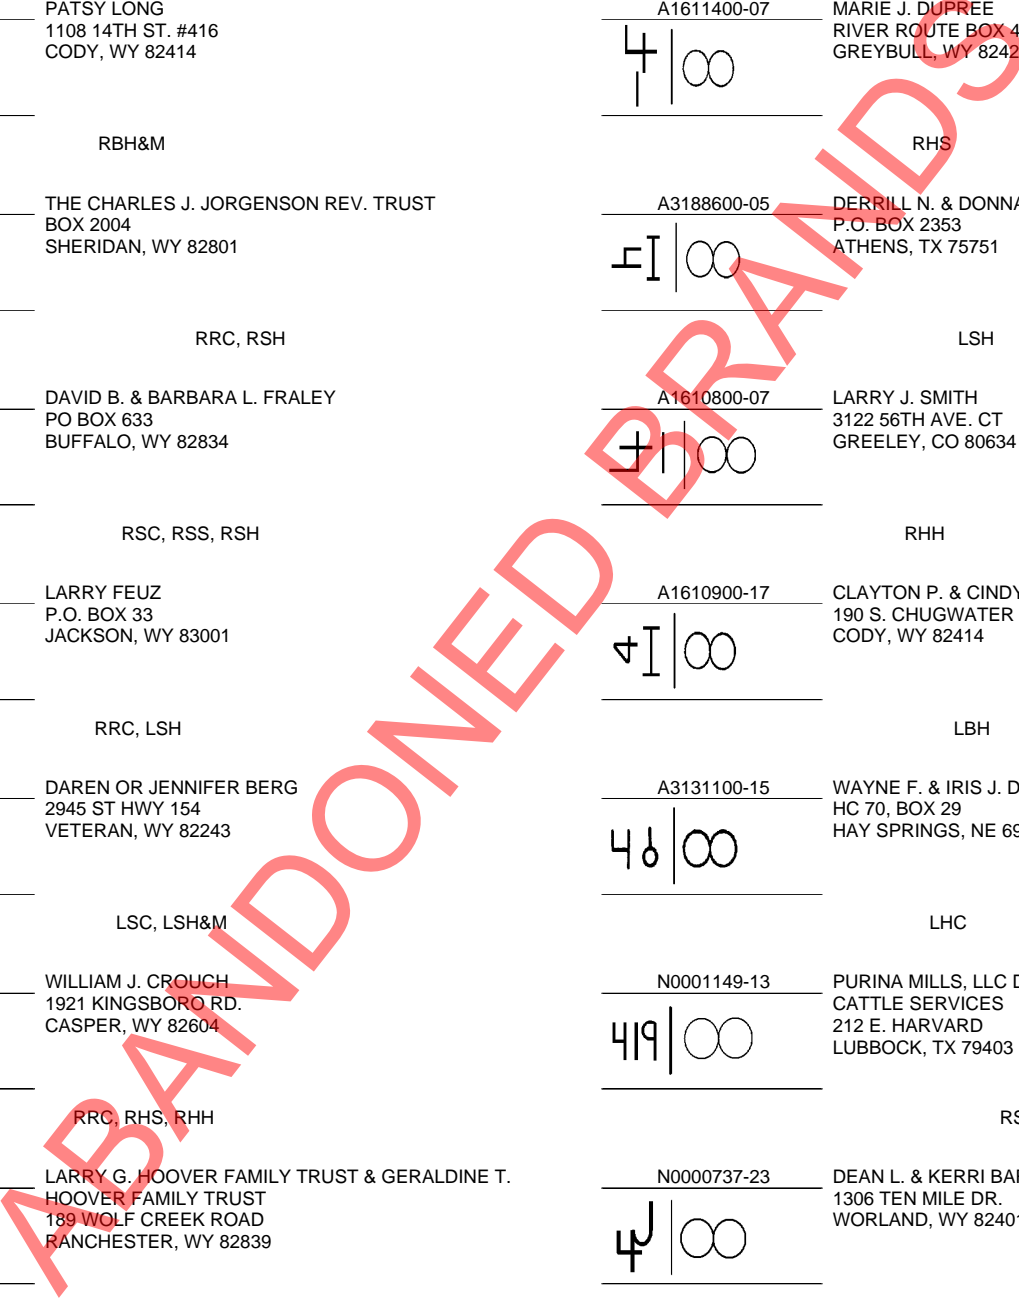 PATSY LONG
1108 14TH ST. #416
CODY, WY 82414
RBH&M
THE CHARLES J. JORGENSON REV. TRUST
BOX 2004
SHERIDAN, WY 82801
RRC, RSH
DAVID B. & BARBARA L. FRALEY
PO BOX 633
BUFFALO, WY 82834
RSC, RSS, RSH
LARRY FEUZ
P.O. BOX 33
JACKSON, WY 83001
RRC, LSH
DAREN OR JENNIFER BERG
2945 ST HWY 154
VETERAN, WY 82243
LSC, LSH&M
WILLIAM J. CROUCH
1921 KINGSBORO RD.
CASPER, WY 82604
RRC, RHS, RHH
LARRY G. HOOVER FAMILY TRUST & GERALDINE T.
HOOVER FAMILY TRUST
189 WOLF CREEK ROAD
RANCHESTER, WY 82839
A1611400-07
MARIE J. DUPREE
RIVER ROUTE BOX 4
GREYBULL, WY 8242
RHS
A3188600-05
DERRILL N. & DONNA
P.O. BOX 2353
ATHENS, TX 75751
LSH
A1610800-07
LARRY J. SMITH
3122 56TH AVE. CT
GREELEY, CO 80634
RHH
A1610900-17
CLAYTON P. & CINDY
190 S. CHUGWATER
CODY, WY 82414
LBH
A3131100-15
WAYNE F. & IRIS J. D
HC 70, BOX 29
HAY SPRINGS, NE 69
LHC
N0001149-13
419
PURINA MILLS, LLC D
CATTLE SERVICES
212 E. HARVARD
LUBBOCK, TX 79403
RS
N0000737-23
DEAN L. & KERRI BA
1306 TEN MILE DR.
WORLAND, WY 82401
ABANDONED BRANDS